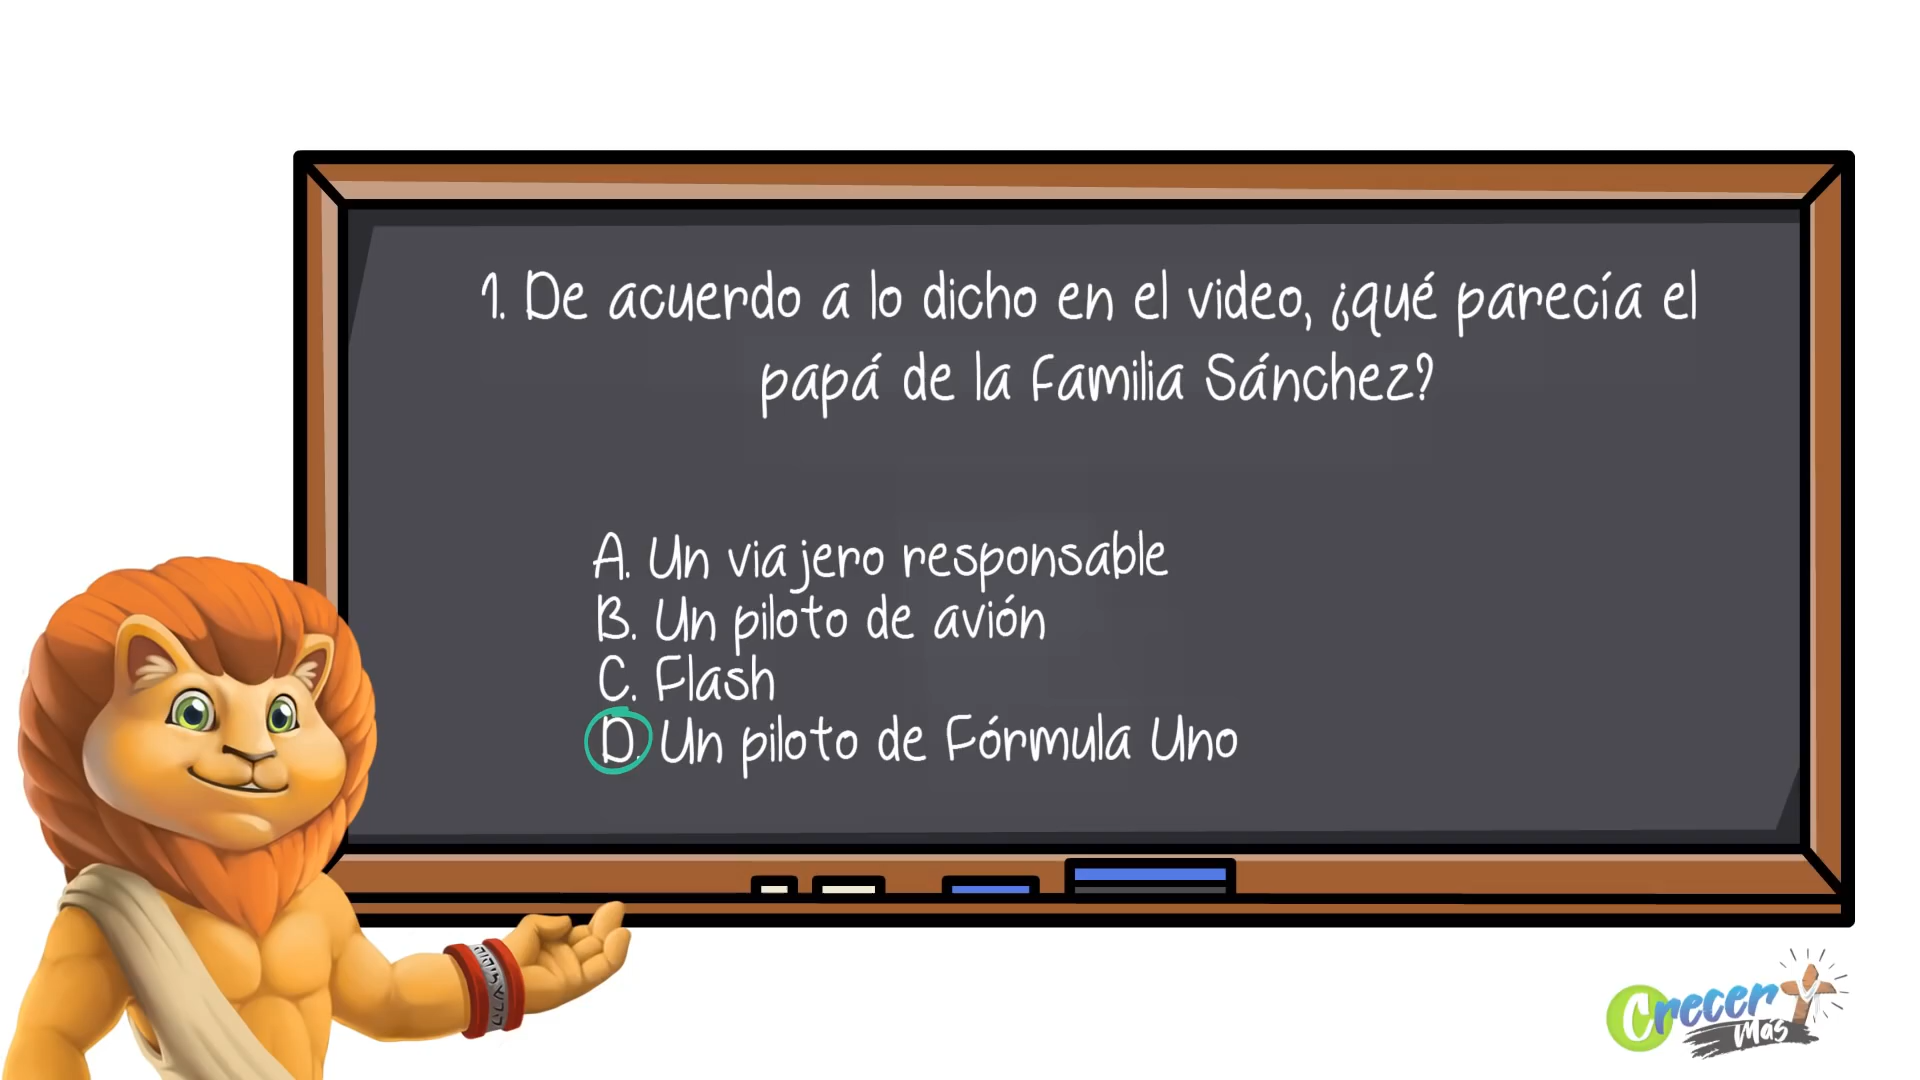 1. De acuerdo a lo dicho en el video, ¿qué parecía el
papá de la familia Sánchez?
A. Un viajero responsable
B. Un piloto de avión
C. Flash
D. Un piloto de Fórmula Uno
Crecer y
Más